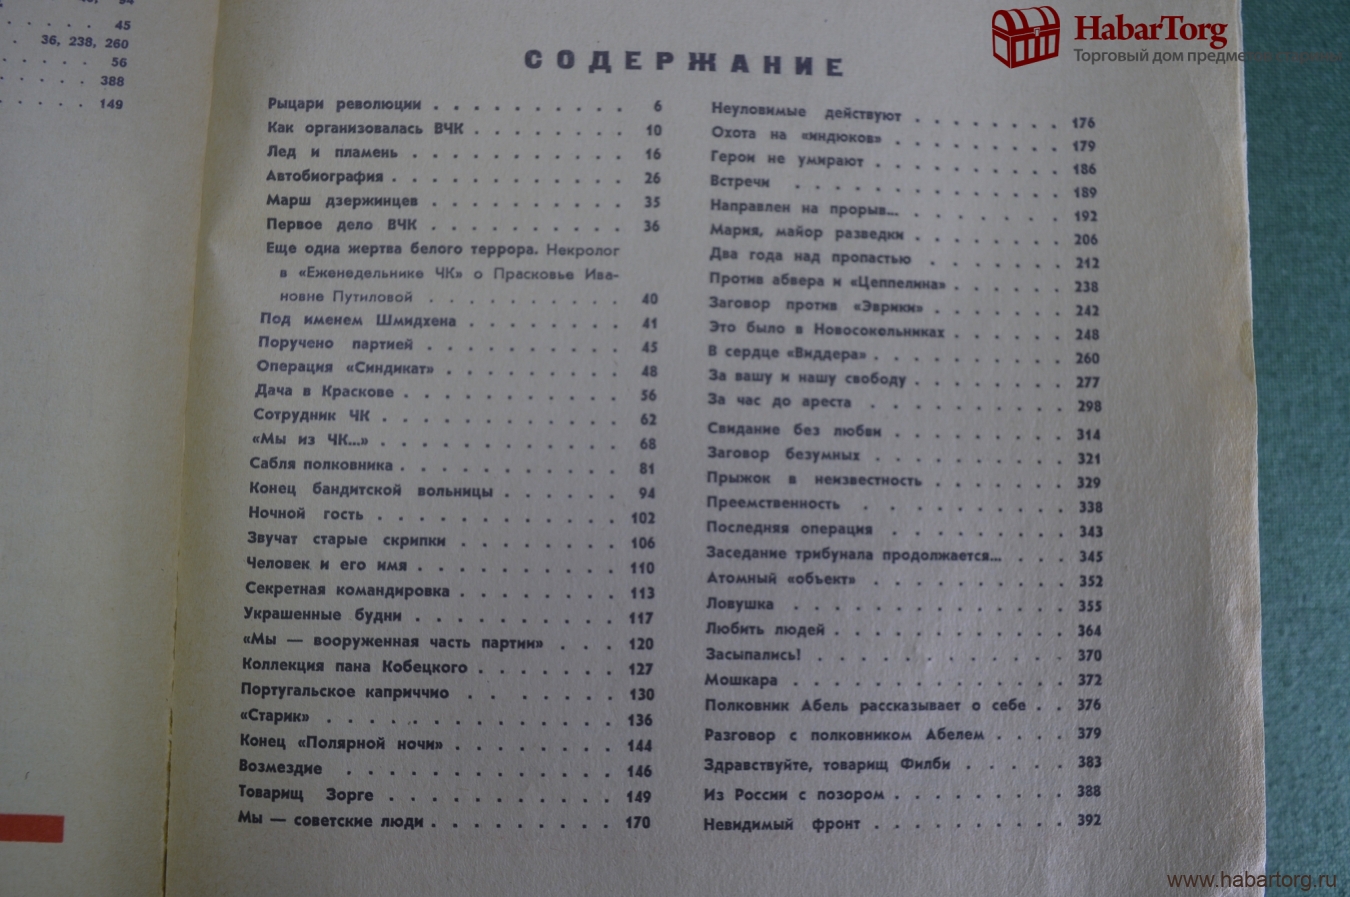 45
36, 238, 260
56
388
149
HabarTorg
Торговый дом
СОДЕРЖАНИЕ
Рыцари революции . . . . . . . . . . 6
Как организовалась ВЧК . . . . . . . . 10
Лед и пламень . . . . . . . . . . . 16
Автобиография . . . . . . . . . . . . 26
Марш дзержинцев . . . . . . . . . . 35
Первое дело ВЧК . . . . . . . . . . 36
Еще одна жертва белого террора. Некролог
в «Еженедельнике ЧК» о Прасковье Ива-
новне Путиловой . . . . . . . . . . 40
Под именем Шмидхена . . . . . . . . 41
Поручено партией . . . . . . . . . . 45
Операция «Синдикат» . . . . . . . . . 48
Дача в Краскове . . . . . . . . . . . 56
Сотрудник ЧК . . . . . . . . . . . . 62
«Мы из ЧК...» . . . . . . . . . . . . 68
Сабля полковника . . . . . . . . . . . 81
Конец бандитской вольницы . . . . . . 94
Ночной гость . . . . . . . . . . . . 102
Звучат старые скрипки . . . . . . . . 106
Человек и его имя . . . . . . . . . . 110
Секретная командировка . . . . . . . . 113
Украшенные будни . . . . . . . . . . 117
«Мы — вооруженная часть партии» . . . 120
Коллекция пана Кобецкого . . . . . . . 127
Португальское каприччио . . . . . . . 130
«Старик» . . . . . . . . . . . . . . 136
Конец «Полярной ночи» . . . . . . . . 144
Возмездие . . . . . . . . . . . . . 146
Товарищ Зорге . . . . . . . . . . . 149
Мы — советские люди . . . . . . . . . 170
Неуловимые действуют . . . . . . . . 176
Охота на «индюков» . . . . . . . . . 179
Герои не умирают . . . . . . . . . . 186
Встречи . . . . . . . . . . . . . . 189
Направлен на прорыв... . . . . . . . . 192
Мария, майор разведки . . . . . . . . 206
Два года над пропастью . . . . . . . 212
Против абвера и «Цеппелина» . . . . . . 238
Заговор против «Эврики» . . . . . . . 242
Это было в Новосокольниках . . . . . . 248
В сердце «Виддера» . . . . . . . . . . 260
За вашу и нашу свободу . . . . . . . . 277
За час до ареста . . . . . . . . . . 298
Свидание без любви . . . . . . . . . 314
Заговор безумных . . . . . . . . . . 321
Прыжок в неизвестность . . . . . . . 329
Преемственность . . . . . . . . . . 338
Последняя операция . . . . . . . . . 343
Заседание трибунала продолжается... . . . 345
Атомный «объект» . . . . . . . . . . 352
Ловушка . . . . . . . . . . . . . . 355
Любить людей . . . . . . . . . . . . 364
Засыпались! . . . . . . . . . . . . 370
Мошкара . . . . . . . . . . . . . . 372
Полковник Абель рассказывает о себе . . 376
Разговор с полковником Абелем . . . . 379
Здравствуйте, товарищ Филби . . . . . 383
Из России с позором . . . . . . . . . 388
Невидимый фронт . . . . . . . . . . 392
www.habartorg.ru